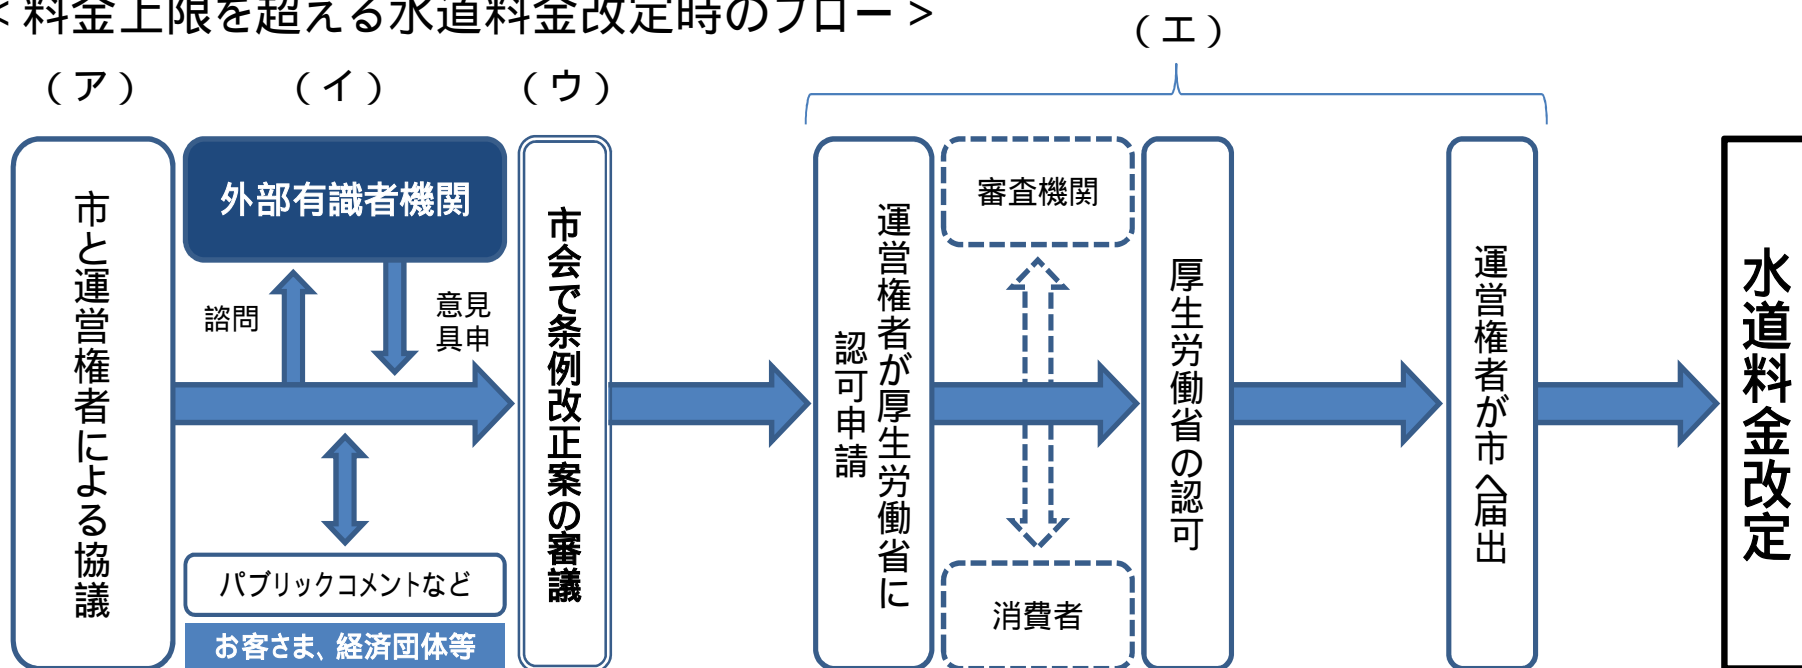 ＜料金上限を超える水道料金改定時のフロー＞
（ア）
（イ）
（ウ）
（エ）
市と運営権者による協議
外部有識者機関
諮問
意見
具申
パブリックコメントなど
お客さま、経済団体等
市会で条例改正案の審議
運営権者が厚生労働省に
認可申請
審査機関
消費者
厚生労働省の認可
運営権者が市へ届出
水道料金改定